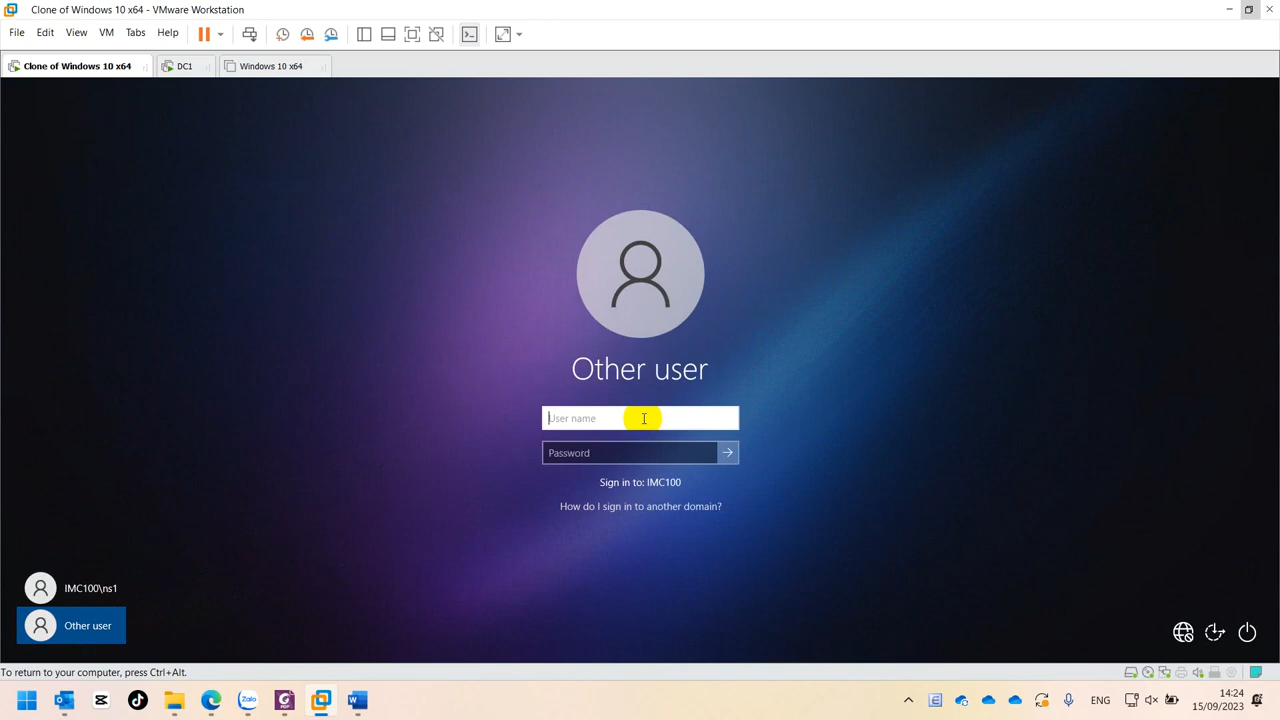 Clone of Windows 10 x64 - VMware Workstation
File Edit View VM Tabs Help
Clone of Windows 10 x64 DC1 Windows 10 x64
Other user
User name
Password
Sign in to: IMC100
How do I sign in to another domain?
IMC100\ns1
Other user
To return to your computer, press Ctrl+Alt.
Zalo
PDF
W
ENG
14:24
15/09/2023